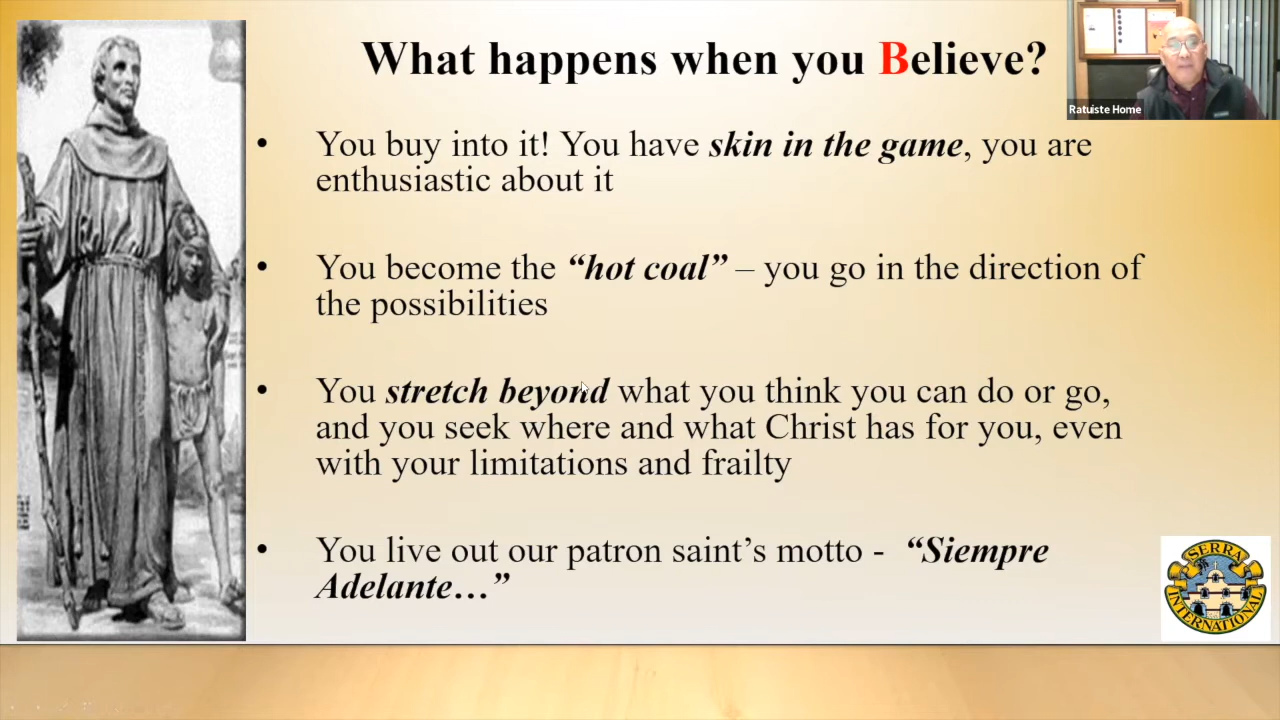 What happens when you Believe?
Ratuiste Home
• You buy into it! You have skin in the game, you are
enthusiastic about it
• You become the “hot coal” – you go in the direction of
the possibilities
• You stretch beyond what you think you can do or go,
and you seek where and what Christ has for you, even
with your limitations and frailty
• You live out our patron saint’s motto - “Siempre
Adelante…”
SERRA
INTERNATIONAL